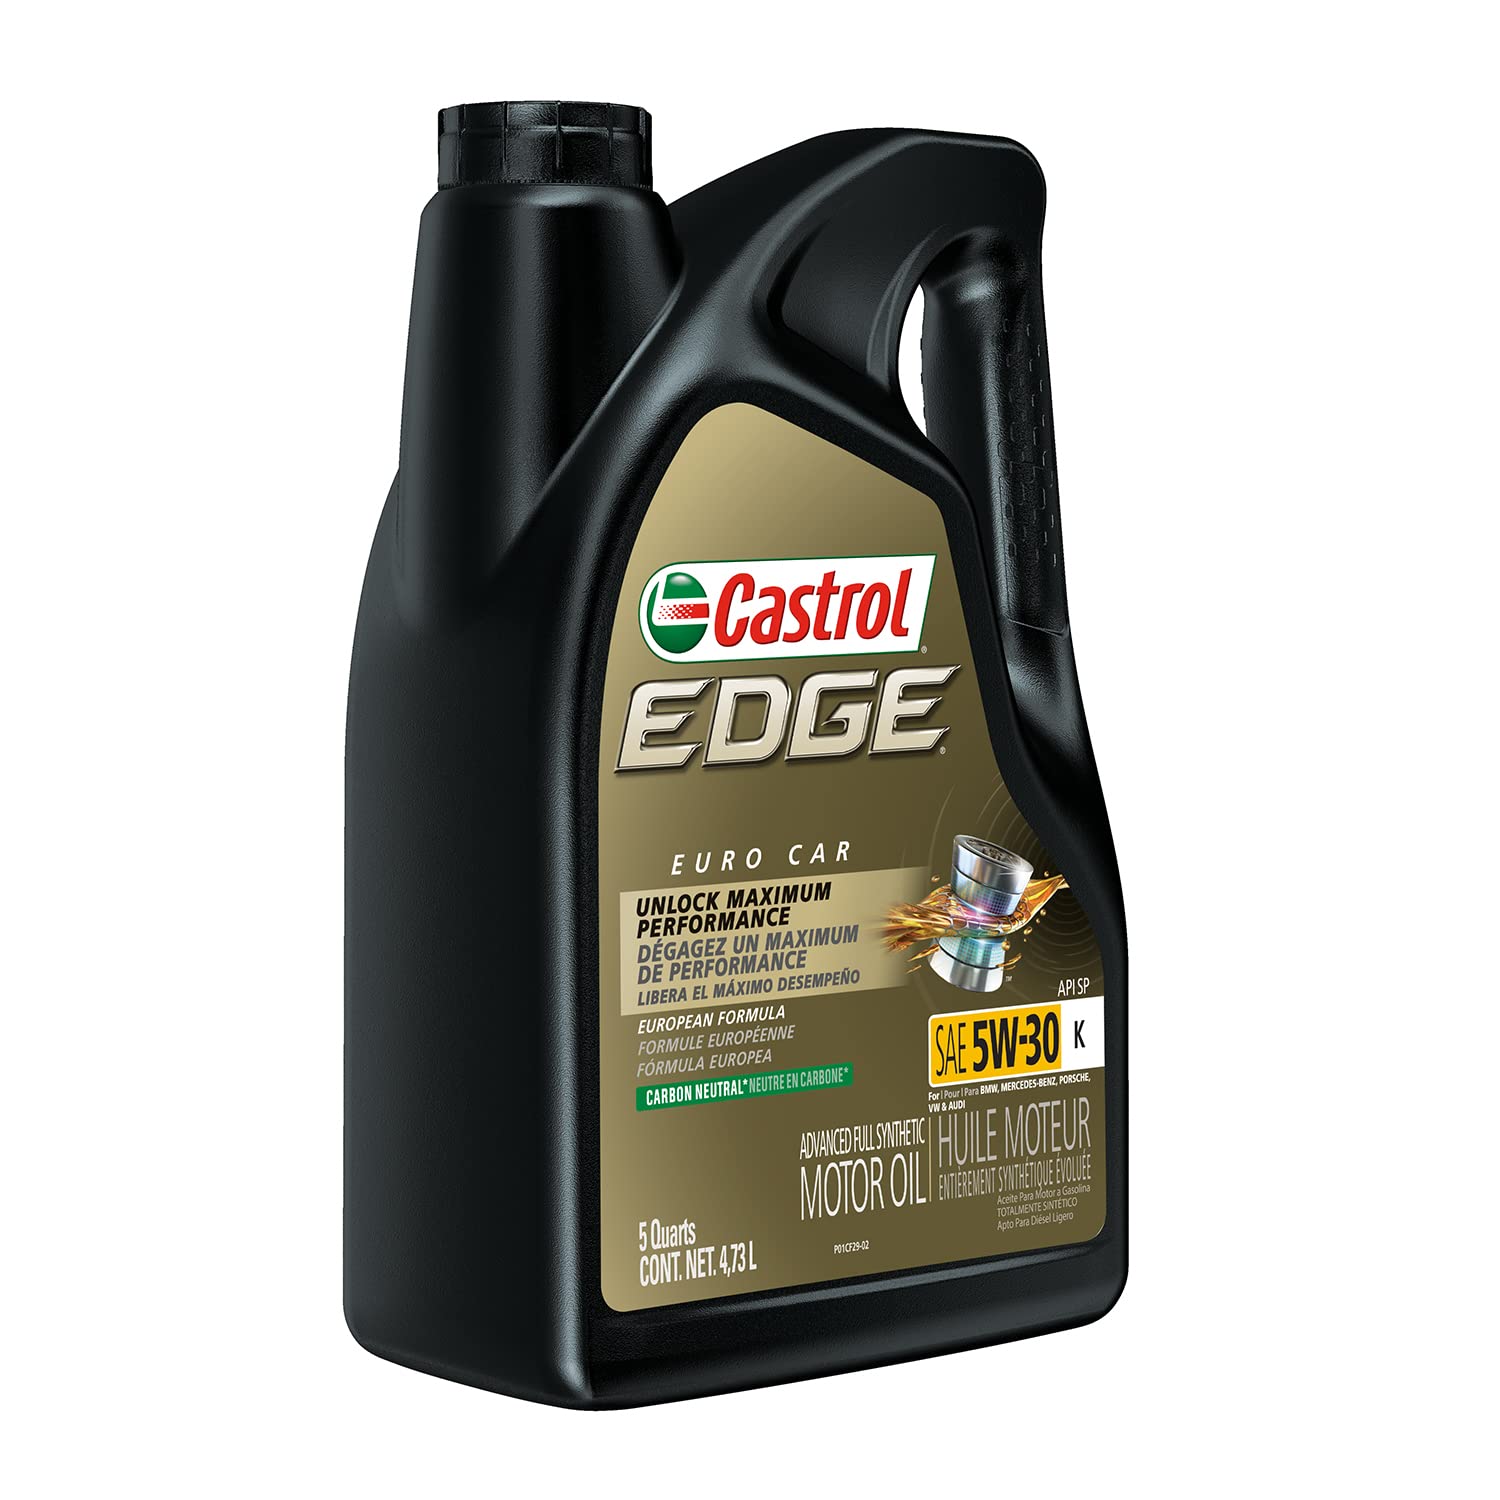 Castrol
EDGE
EURO CAR
UNLOCK MAXIMUM
PERFORMANCE
DÉGAGEZ UN MAXIMUM
DE PERFORMANCE
LIBERA EL MÁXIMO DESEMPEÑO
EUROPEAN FORMULA
FORMULE EUROPÉENNE
FÓRMULA EUROPEA
CARBON NEUTRAL* NEUTRE EN CARBONE*
API SP
SAE 5W-30 K
For | Pour | Para BMW, MERCEDES-BENZ, PORSCHE,
VW & AUDI
ADVANCED FULL SYNTHETIC
MOTOR OIL
HUILE MOTEUR
ENTIÈREMENT SYNTHÉTIQUE ÉVOLUÉE
Aceite Para Motor a Gasolina
TOTALMENTE SINTÉTICO
Apto Para Diésel Ligero
5 Quarts
CONT. NET. 4,73 L
P01CF29-02